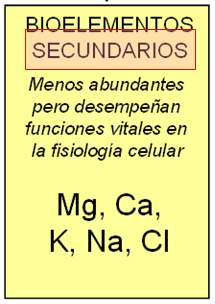 BIOELEMENTOS
SECUNDARIOS
Menos abundantes
pero desempeñan
funciones vitales en
la fisiología celular
Mg, Ca,
K, Na, Cl